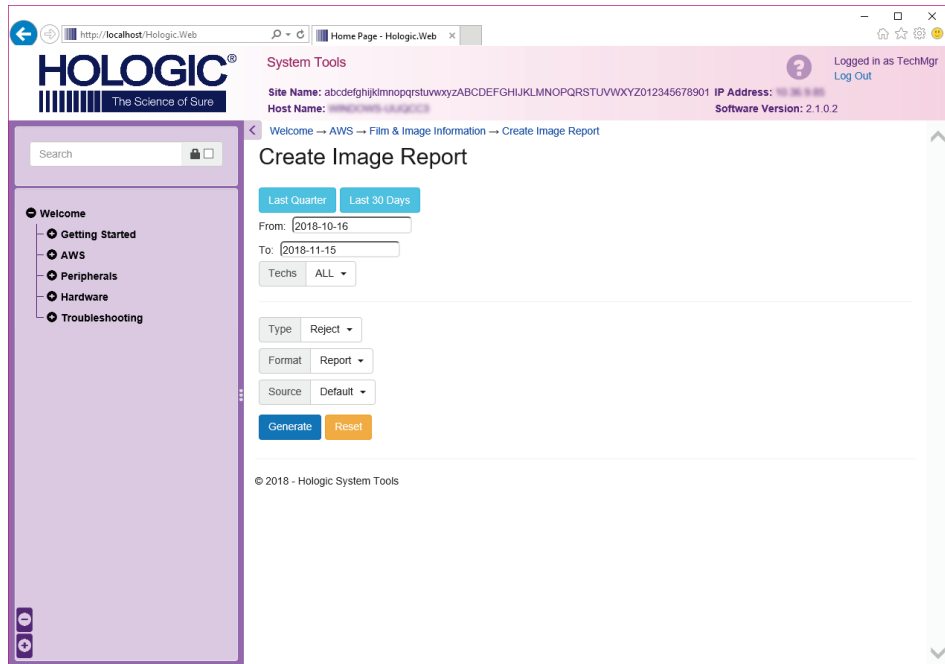 http://localhost/Hologic.Web
Home Page - Hologic.Web
HOLOGIC®
The Science of Sure
System Tools
Logged in as TechMgr
Log Out
Site Name: abcdefghijklmnopqrstuvwxyzABCDEFGHIJKLMNOPQRSTUVWXYZ012345678901 IP Address:
Host Name:
Software Version: 2.1.0.2
Welcome → AWS → Film & Image Information → Create Image Report
Search
Create Image Report
Last Quarter Last 30 Days
From: 2018-10-16
To: 2018-11-15
Techs ALL
Type Reject
Format Report
Source Default
Generate Reset
© 2018 - Hologic System Tools
Welcome
Getting Started
AWS
Peripherals
Hardware
Troubleshooting